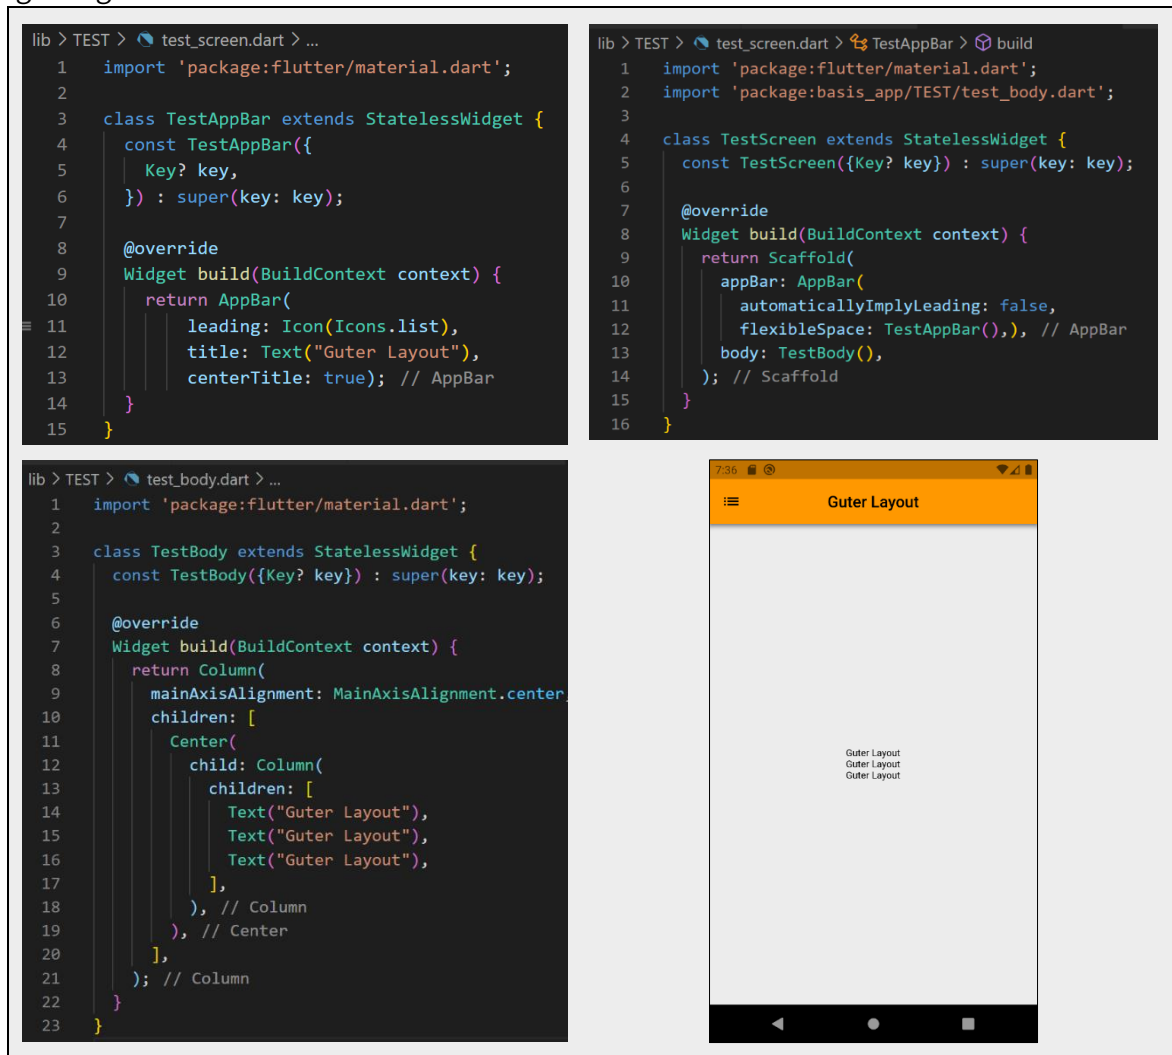 lib > TEST > test_screen.dart > ...
1 import 'package:flutter/material.dart';
2
3 class TestAppBar extends StatelessWidget {
4 const TestAppBar({
5 Key? key,
6 }) : super(key: key);
7
8 @override
9 Widget build(BuildContext context) {
10 return AppBar(
11 leading: Icon(Icons.list),
12 title: Text("Guter Layout"),
13 centerTitle: true); // AppBar
14 }
15 }
lib > TEST > test_screen.dart > TestAppBar > build
1 import 'package:flutter/material.dart';
2 import 'package:basis_app/TEST/test_body.dart';
3
4 class TestScreen extends StatelessWidget {
5 const TestScreen({Key? key}) : super(key: key);
6
7 @override
8 Widget build(BuildContext context) {
9 return Scaffold(
10 appBar: AppBar(
11 automaticallyImplyLeading: false,
12 flexibleSpace: TestAppBar(),), // AppBar
13 body: TestBody(),
14 ); // Scaffold
15 }
16 }
lib > TEST > test_body.dart > ...
1 import 'package:flutter/material.dart';
2
3 class TestBody extends StatelessWidget {
4 const TestBody({Key? key}) : super(key: key);
5
6 @override
7 Widget build(BuildContext context) {
8 return Column(
9 mainAxisAlignment: MainAxisAlignment.center,
10 children: [
11 Center(
12 child: Column(
13 children: [
14 Text("Guter Layout"),
15 Text("Guter Layout"),
16 Text("Guter Layout"),
17 ],
18 ), // Column
19 ), // Center
20 ],
21 ); // Column
22 }
23 }
7:36
Guter Layout
Guter Layout
Guter Layout
Guter Layout